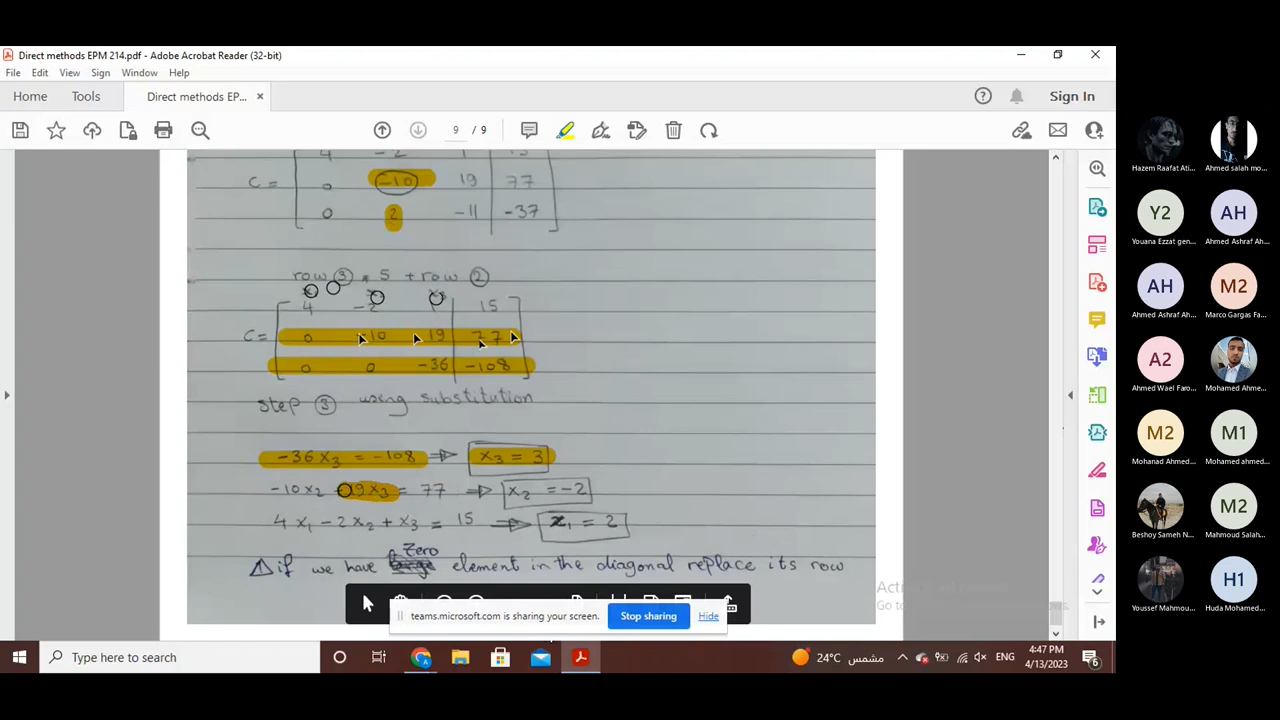 Direct methods EPM 214.pdf - Adobe Acrobat Reader (32-bit)
File Edit View Sign Window Help
Home Tools Direct methods EP... × Sign In
9 / 9
C = 0 -10 19 77
0 2 -11 -37
row ③ * 5 + row ②
4 -2 1 15
C = 0 -10 19 77
0 0 -36 -108
step ③ using substitution
-36 x₃ = -108 ⇒ x₃ = 3
-10 x₂ 19 x₃ = 77 ⇒ x₂ = -2
4 x₁ - 2 x₂ + x₃ = 15 ⇒ x₁ = 2
⚠ if we have Zero element in the diagonal replace its row
teams.microsoft.com is sharing your screen. Stop sharing Hide
Hazem Raafat Ati... Ahmed salah mo...
Y2 AH
Youana Ezzat gen... Ahmed Ashraf Ah...
AH M2
Ahmed Ashraf Ah... Marco Gargas Fa...
A2
Ahmed Wael Faro... Mohamed Ahme...
M2 M1
Mohanad Ahmed... Mohamed ahmed...
M2
Beshoy Sameh N... Mahmoud Salah...
H1
Youssef Mahmou... Huda Mohamed...
Type here to search
24°C مشمس ENG
4:47 PM
4/13/2023
6